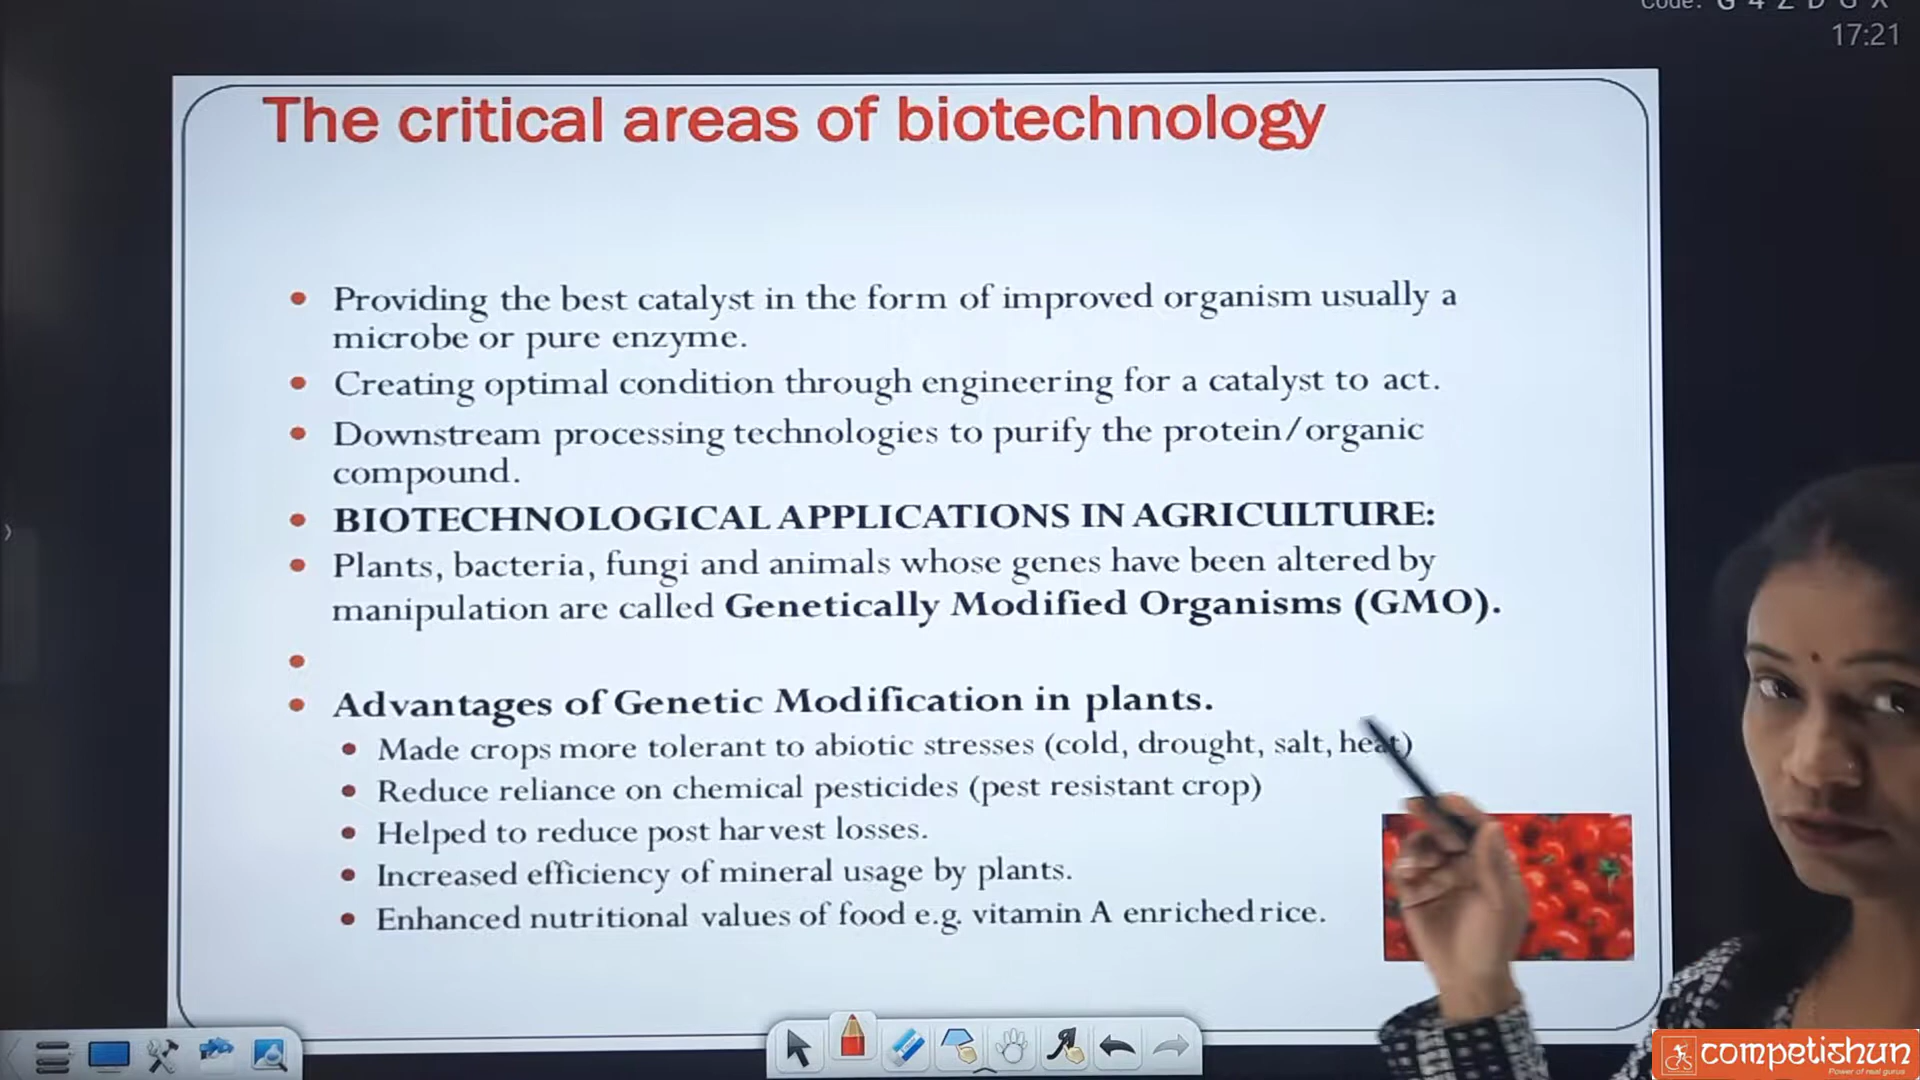 17:21
The critical areas of biotechnology
Providing the best catalyst in the form of improved organism usually a
microbe or pure enzyme.
Creating optimal condition through engineering for a catalyst to act.
Downstream processing technologies to purify the protein/organic
compound.
BIOTECHNOLOGICAL APPLICATIONS IN AGRICULTURE:
Plants, bacteria, fungi and animals whose genes have been altered by
manipulation are called Genetically Modified Organisms (GMO).
Advantages of Genetic Modification in plants.
Made crops more tolerant to abiotic stresses (cold, drought, salt, heat)
Reduce reliance on chemical pesticides (pest resistant crop)
Helped to reduce post harvest losses.
Increased efficiency of mineral usage by plants.
Enhanced nutritional values of food e.g. vitamin A enriched rice.
competishun
Power of real gurus